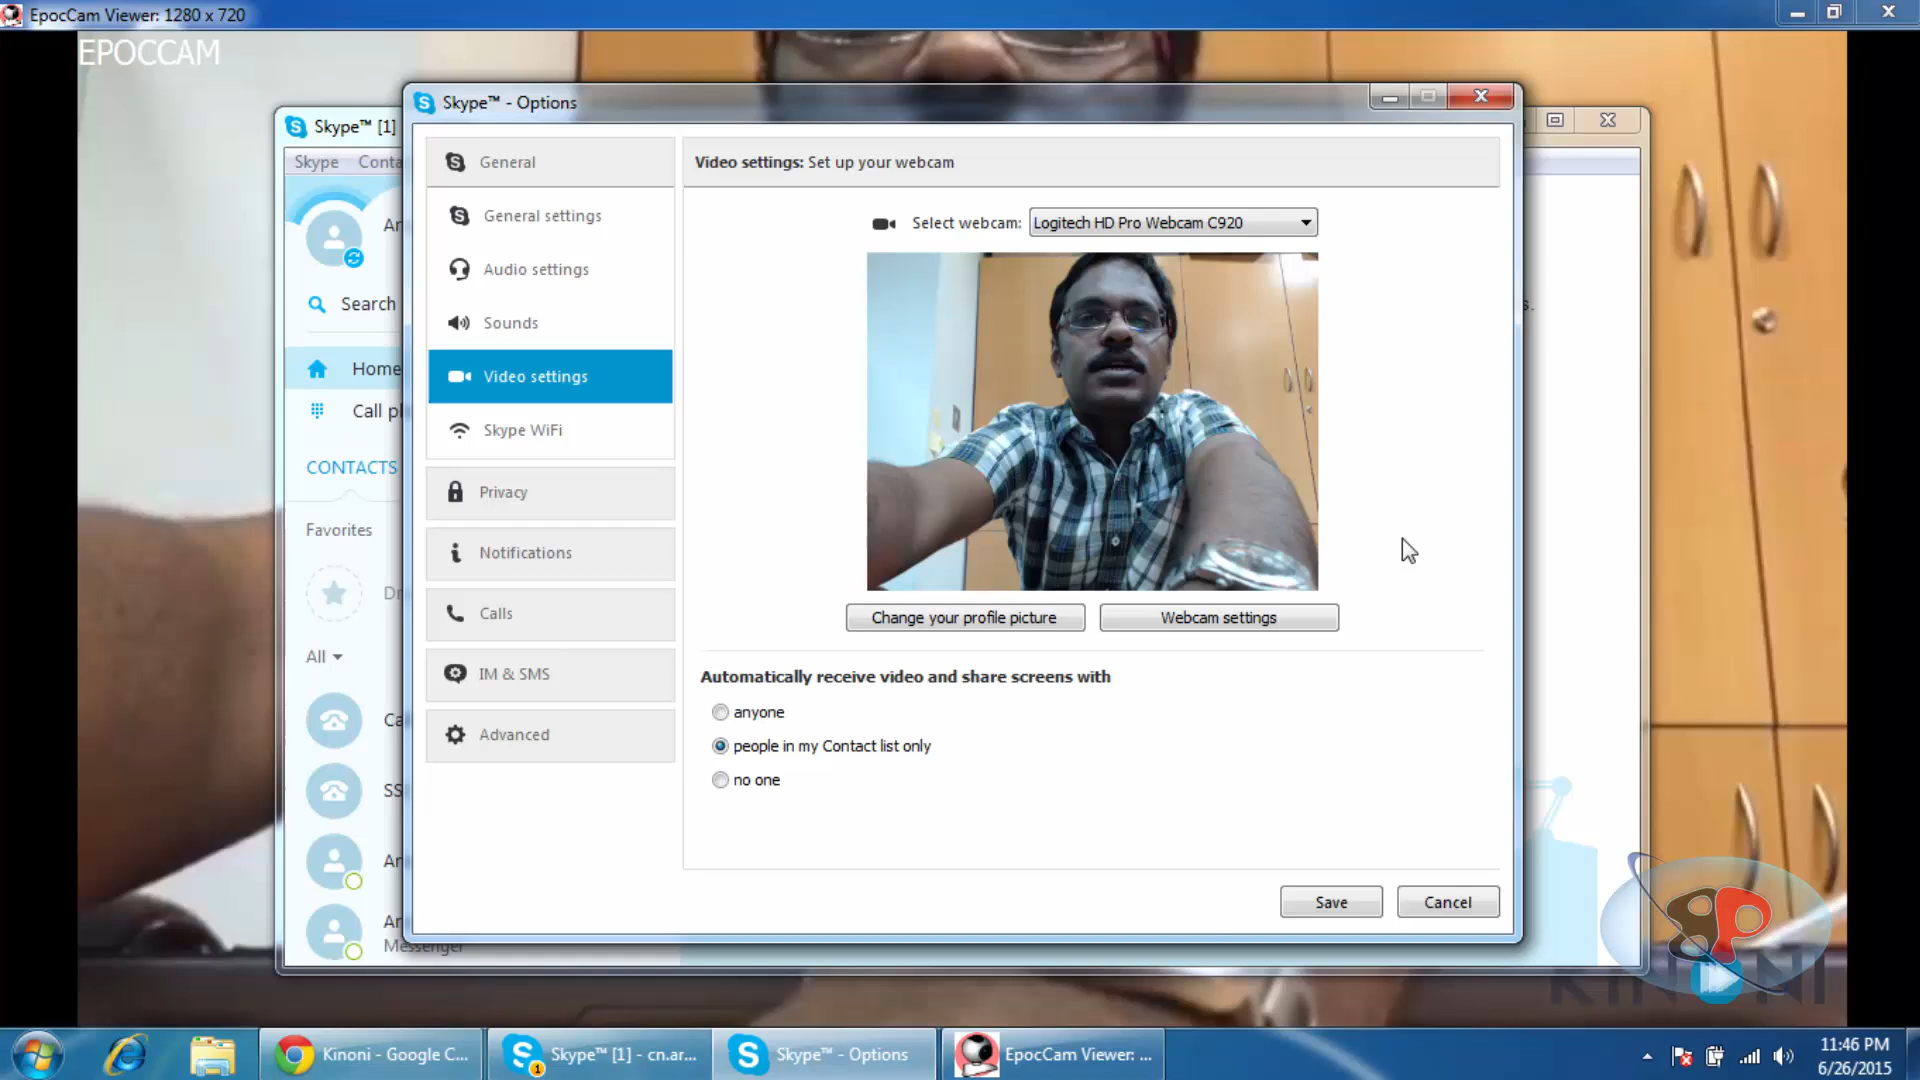 EpocCam Viewer: 1280 x 720
EPOCCAM
Skype™ [1]
Skype
Skype™ - Options
General
General settings
Audio settings
Sounds
Video settings
Skype WiFi
Privacy
Notifications
Calls
IM & SMS
Advanced
Search
Home
Call
CONTACTS
Favorites
All
Messenger
Video settings: Set up your webcam
Select webcam: Logitech HD Pro Webcam C920
Change your profile picture
Webcam settings
Automatically receive video and share screens with
anyone
people in my Contact list only
no one
Save
Cancel
KINONI
Kinoni - Google C...
Skype™ [1] - cn.ar...
Skype™ - Options
EpocCam Viewer: ...
11:46 PM
6/26/2015